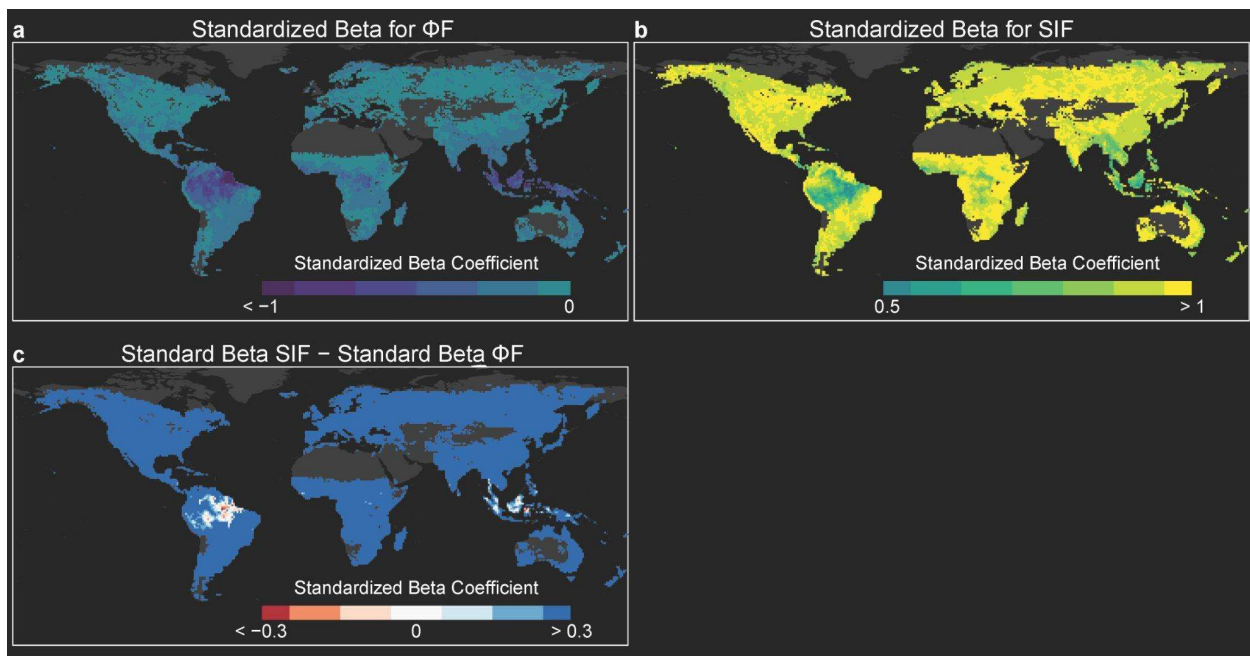 a Standardized Beta for ΦF
Standardized Beta Coefficient
< −1 0
b Standardized Beta for SIF
Standardized Beta Coefficient
0.5 > 1
c Standard Beta SIF − Standard Beta ΦF
Standardized Beta Coefficient
< −0.3 0 > 0.3